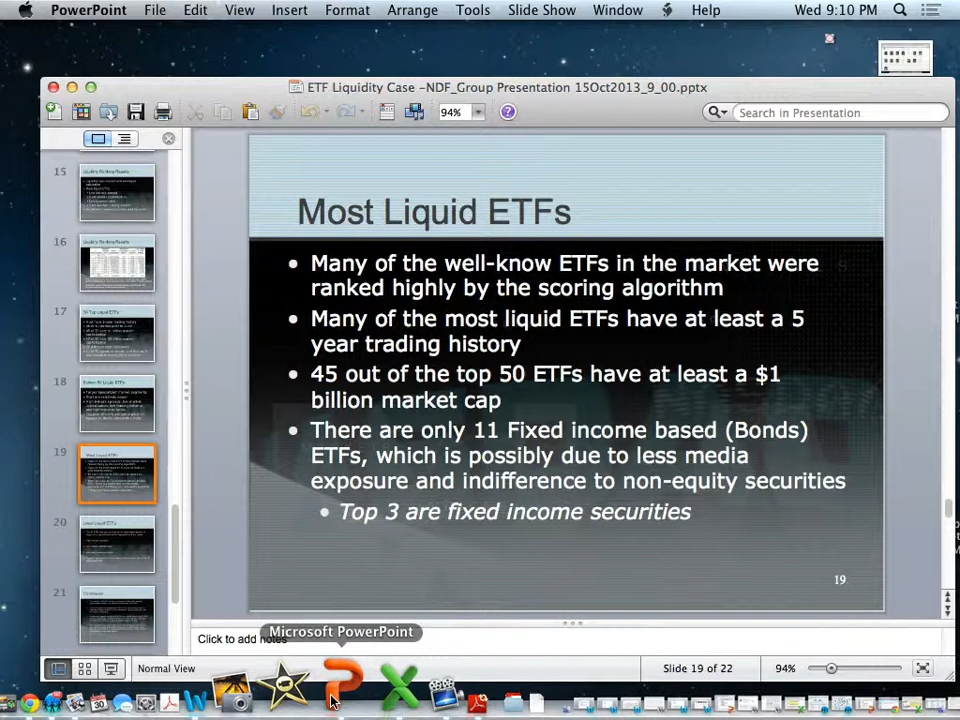 PowerPoint File Edit View Insert Format Arrange Tools Slide Show Window Help Wed 9:10 PM
ETF Liquidity Case -NDF_Group Presentation 15Oct2013_9_00.pptx
94% Search in Presentation
15
16
17
18
19
20
21
Most Liquid ETFs
Many of the well-know ETFs in the market were
ranked highly by the scoring algorithm
Many of the most liquid ETFs have at least a 5
year trading history
45 out of the top 50 ETFs have at least a $1
billion market cap
There are only 11 Fixed income based (Bonds)
ETFs, which is possibly due to less media
exposure and indifference to non-equity securities
Top 3 are fixed income securities
19
Click to add notes
Microsoft PowerPoint
Normal View Slide 19 of 22 94%